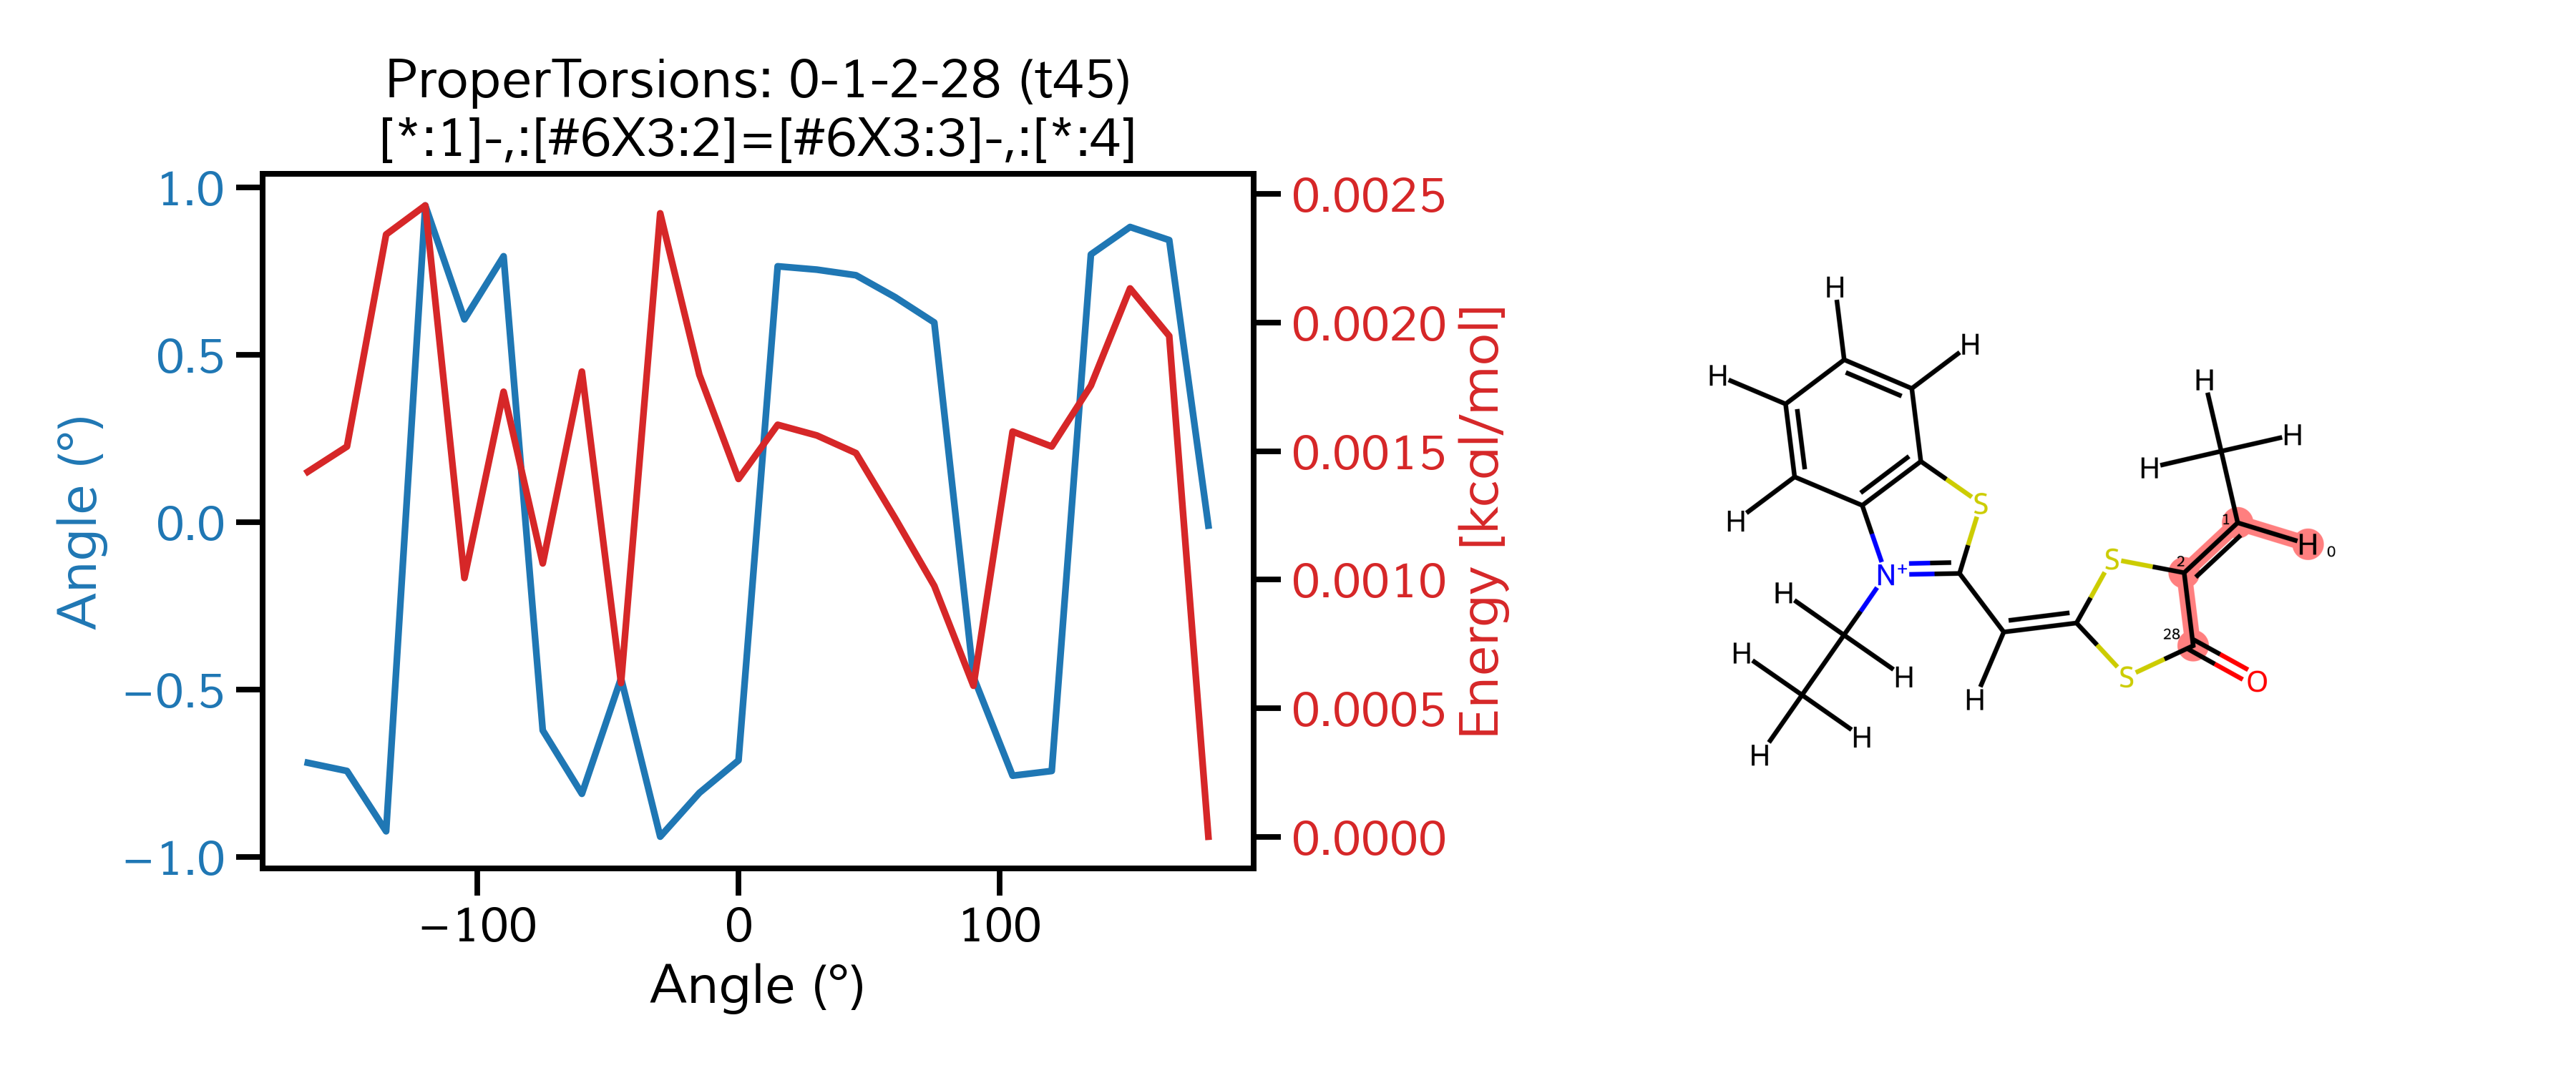 ProperTorsions: 0-1-2-28 (t45)
[*:1]-,:[#6X3:2]=[#6X3:3]-,:[*:4]
1.0
0.5
0.0
−0.5
−1.0
Angle (°)
−100
0
100
Angle (°)
0.0025
0.0020
0.0015
0.0010
0.0005
0.0000
Energy [kcal/mol]
H
H
H
H
H
H
H
S
1
H
0
S
2
N+
H
H
28
H
S
O
H
H
H